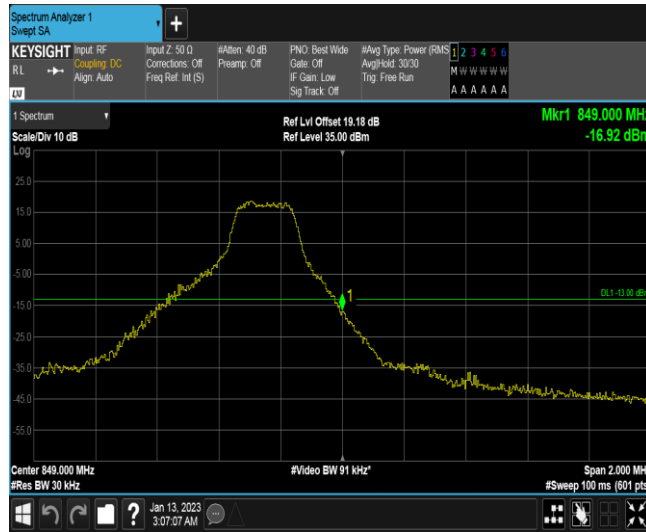 Spectrum Analyzer 1
Swept SA
KEYSIGHT
RL
LXI
Input: RF
Coupling: DC
Align: Auto
Input Z: 50 Ω
Corrections: Off
Freq Ref: Int (S)
#Atten: 40 dB
Preamp: Off
PNO: Best Wide
Gate: Off
IF Gain: Low
Sig Track: Off
#Avg Type: Power (RMS
Avg|Hold: 30/30
Trig: Free Run
1 2 3 4 5 6
M W W W W W
A A A A A A
1 Spectrum
Scale/Div 10 dB
Ref Lvl Offset 19.18 dB
Ref Level 35.00 dBm
Mkr1 849.000 MHz
-16.92 dBm
Log
25.0
15.0
5.00
-5.00
-15.0
-25.0
-35.0
-45.0
-55.0
1
DL1 -13.00 dBm
Center 849.000 MHz
#Video BW 91 kHz*
Span 2.000 MH
#Res BW 30 kHz
#Sweep 100 ms (601 pts
?
Jan 13, 2023
3:07:07 AM